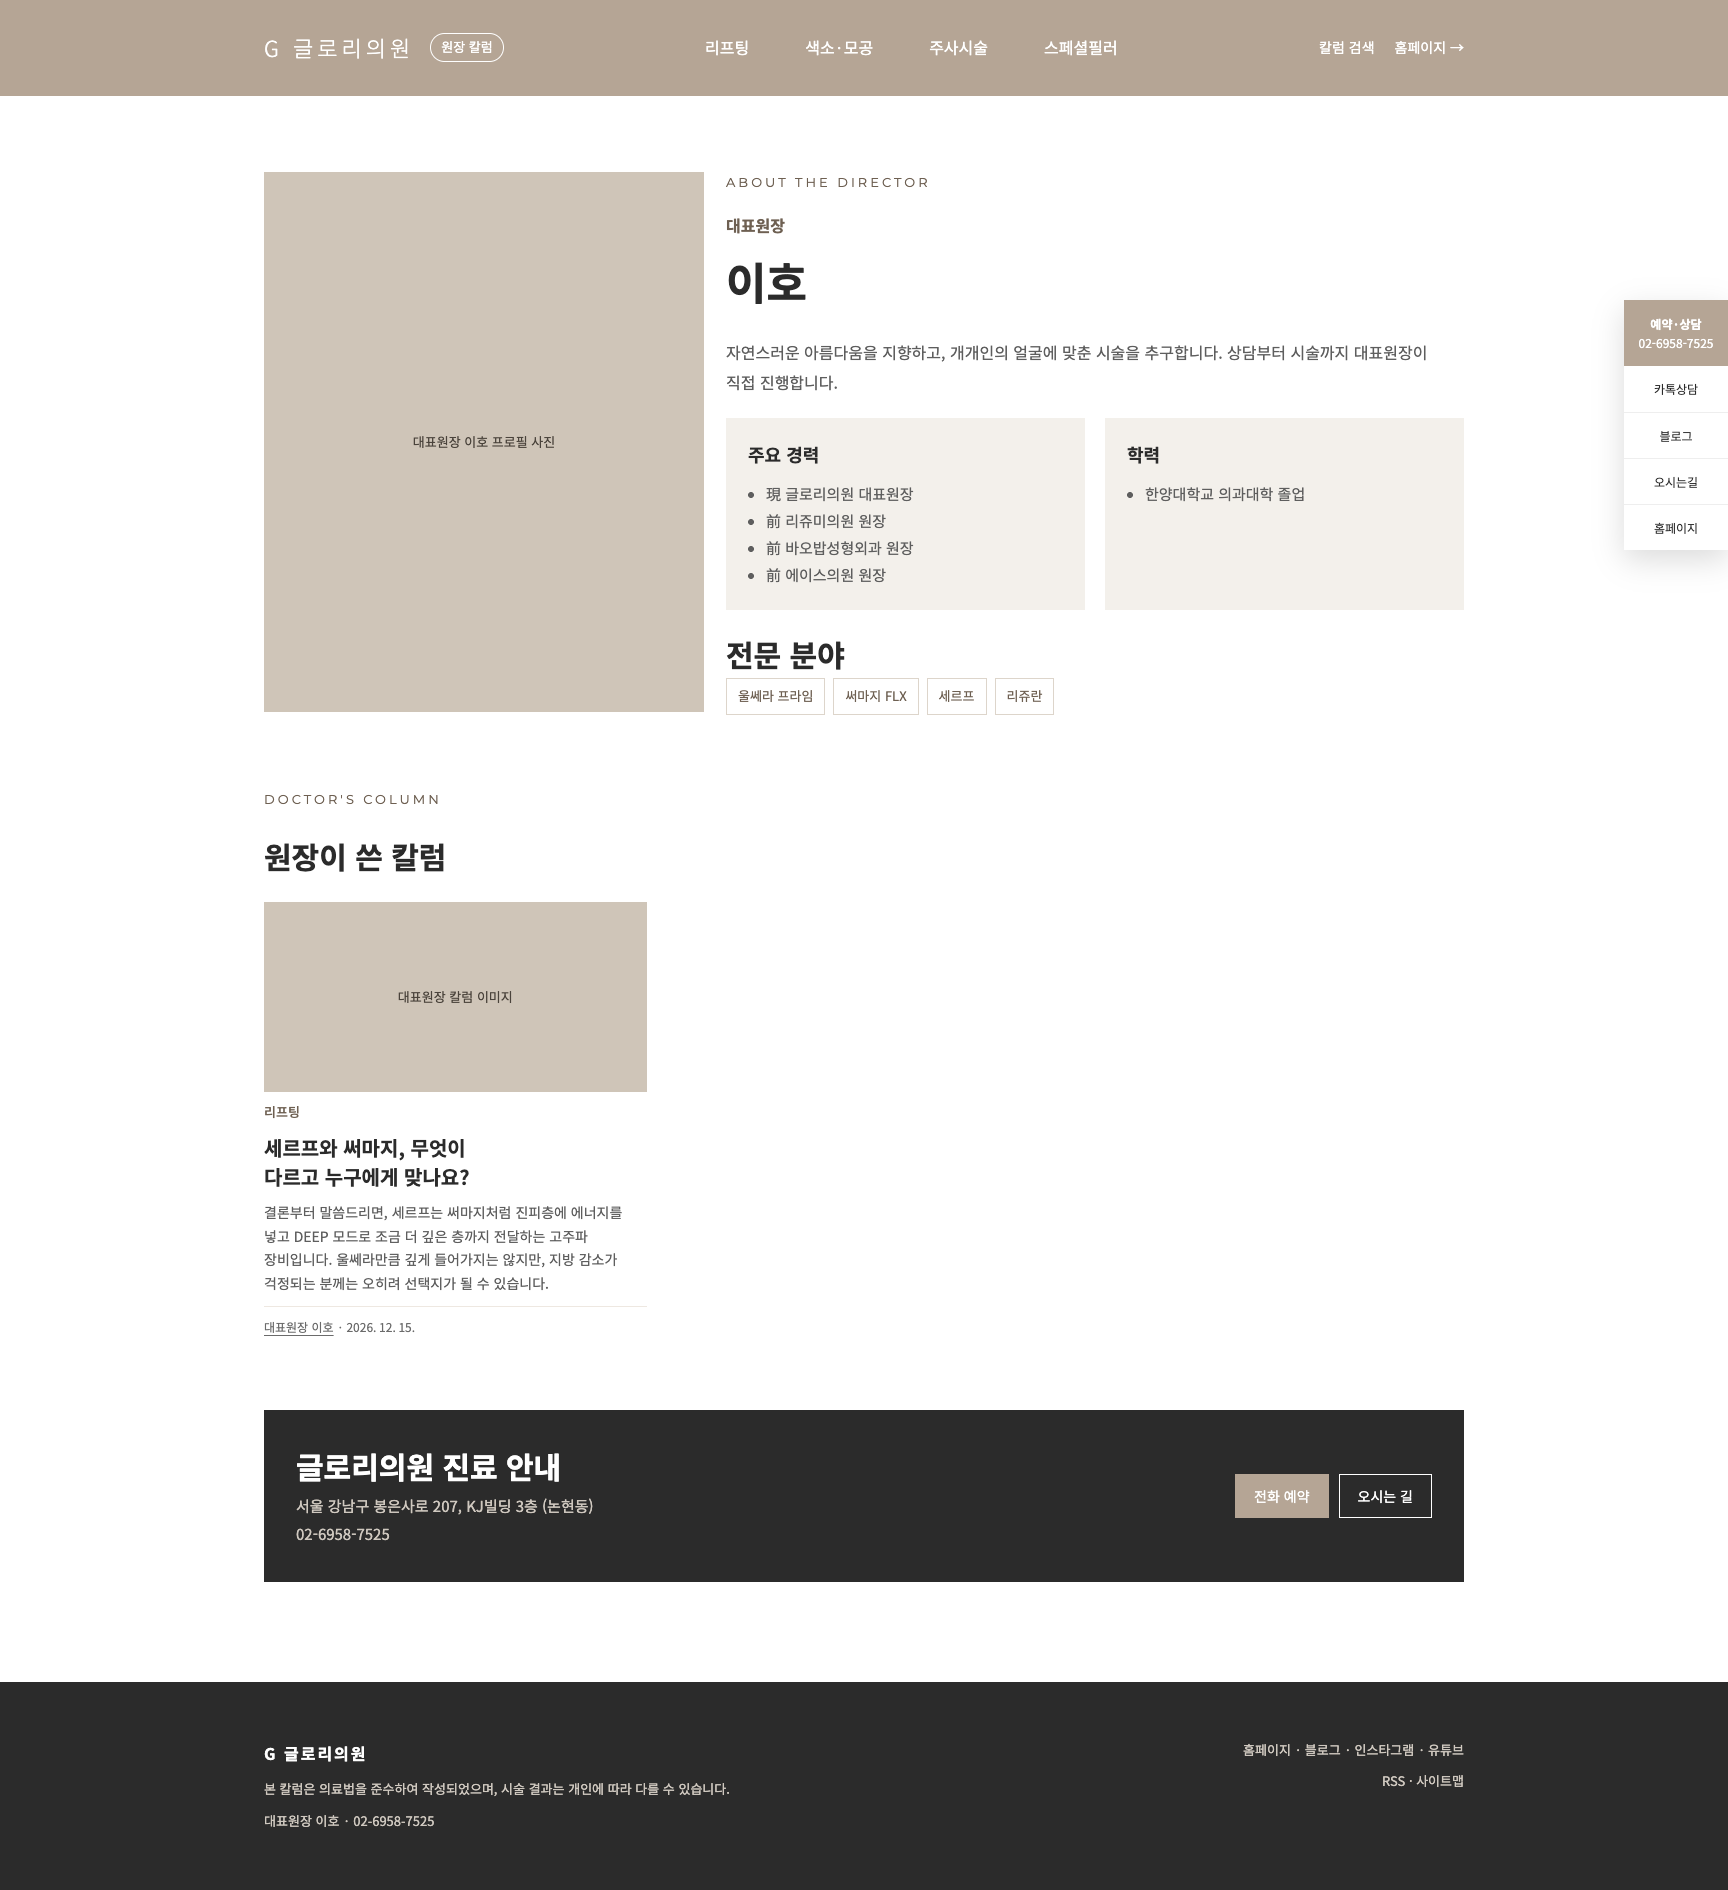 G 글로리의원
원장 칼럼
리프팅
색소·모공
주사시술
스페셜필러
칼럼 검색
홈페이지 →
대표원장 이호 프로필 사진
ABOUT THE DIRECTOR
대표원장
이호
자연스러운 아름다움을 지향하고, 개개인의 얼굴에 맞춘 시술을 추구합니다. 상담부터 시술까지 대표원장이
직접 진행합니다.
주요 경력
• 現 글로리의원 대표원장
• 前 리쥬미의원 원장
• 前 바오밥성형외과 원장
• 前 에이스의원 원장
학력
• 한양대학교 의과대학 졸업
전문 분야
울쎄라 프라임
써마지 FLX
세르프
리쥬란
예약·상담
02-6958-7525
카톡상담
블로그
오시는길
홈페이지
DOCTOR'S COLUMN
원장이 쓴 칼럼
대표원장 칼럼 이미지
리프팅
세르프와 써마지, 무엇이
다르고 누구에게 맞나요?
결론부터 말씀드리면, 세르프는 써마지처럼 진피층에 에너지를
넣고 DEEP 모드로 조금 더 깊은 층까지 전달하는 고주파
장비입니다. 울쎄라만큼 깊게 들어가지는 않지만, 지방 감소가
걱정되는 분께는 오히려 선택지가 될 수 있습니다.
대표원장 이호 · 2026. 12. 15.
글로리의원 진료 안내
서울 강남구 봉은사로 207, KJ빌딩 3층 (논현동)
02-6958-7525
전화 예약
오시는 길
G 글로리의원
본 칼럼은 의료법을 준수하여 작성되었으며, 시술 결과는 개인에 따라 다를 수 있습니다.
대표원장 이호 · 02-6958-7525
홈페이지 · 블로그 · 인스타그램 · 유튜브
RSS · 사이트맵